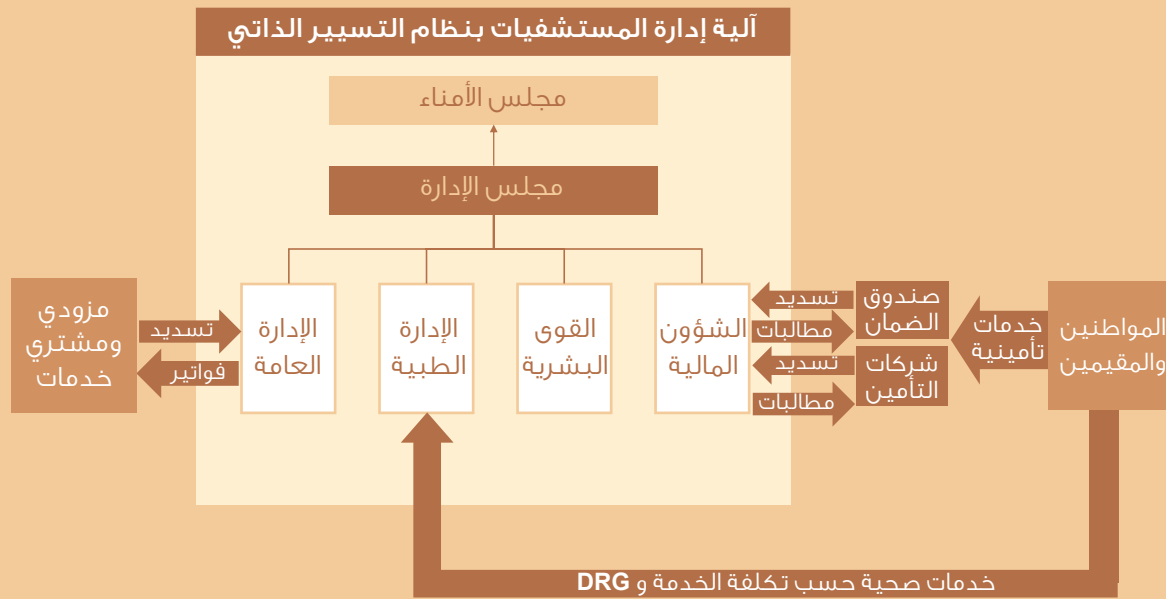 آلية إدارة المستشفيات بنظام التسيير الذاتي
مجلس الأمناء
مجلس الإدارة
المواطنين
والمقيمين
خدمات
تأمينية
صندوق
الضمان
شركات
التأمين
تسديد
مطالبات
تسديد
مطالبات
الشؤون
المالية
القوى
البشرية
الإدارة
الطبية
الإدارة
العامة
تسديد
فواتير
مزودي
ومشتري
خدمات
خدمات صحية حسب تكلفة الخدمة و DRG